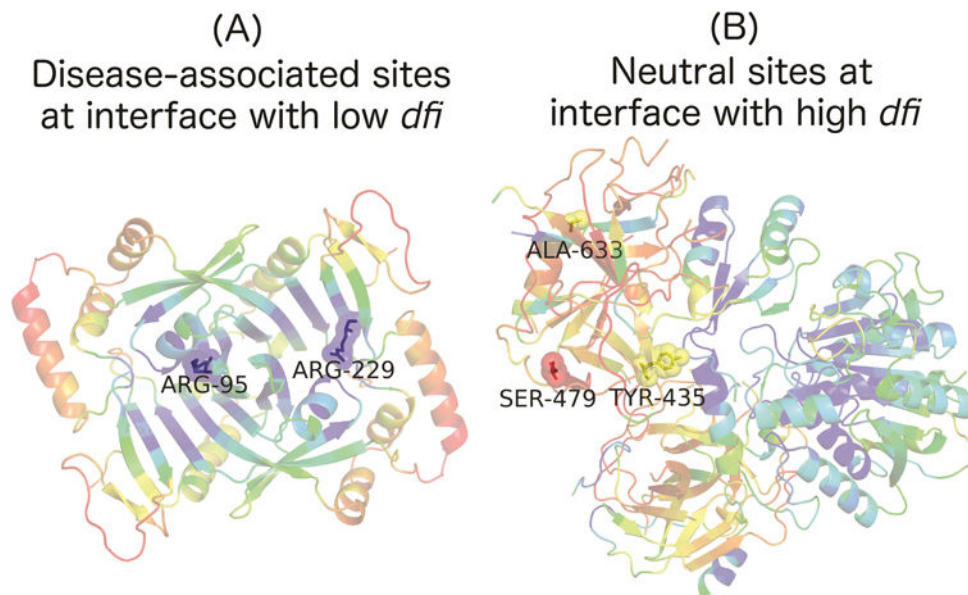 (A)
Disease-associated sites
at interface with low dfi
ARG-95
ARG-229
(B)
Neutral sites at
interface with high dfi
ALA-633
SER-479
TYR-435